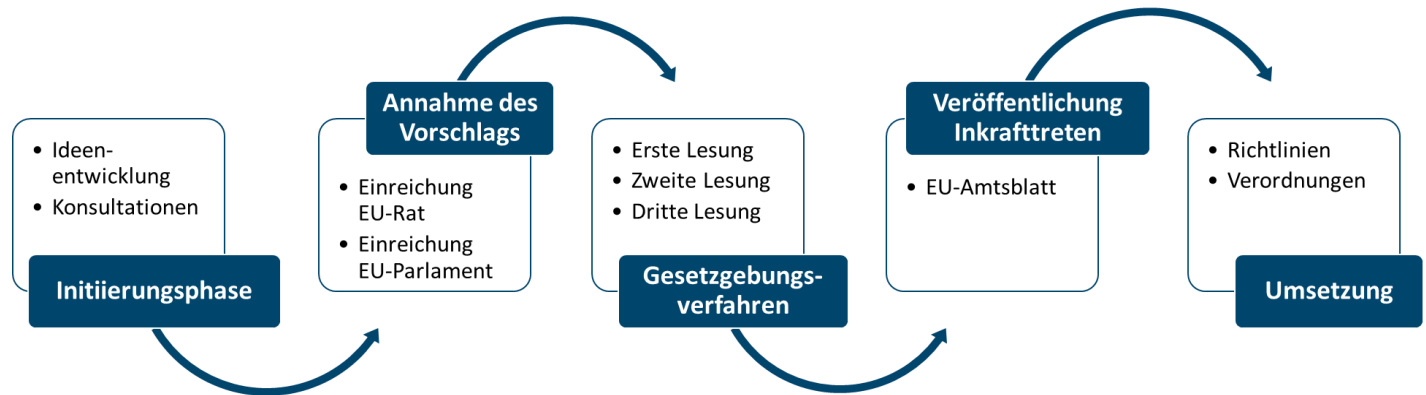 • Ideen-
entwicklung
• Konsultationen
Initiierungsphase
Annahme des
Vorschlags
• Einreichung
EU-Rat
• Einreichung
EU-Parlament
• Erste Lesung
• Zweite Lesung
• Dritte Lesung
Gesetzgebungs-
verfahren
Veröffentlichung
Inkrafttreten
• EU-Amtsblatt
• Richtlinien
• Verordnungen
Umsetzung